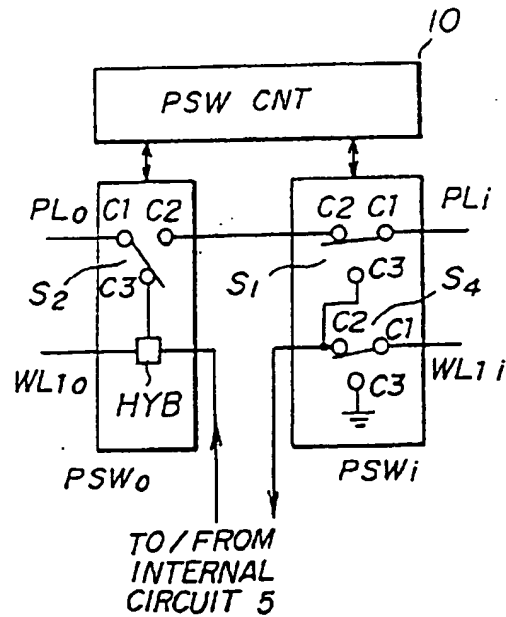 10
PSW CNT
PLo C1 C2 C2 C1 PLi
S2 C3 S1 C3 S4
C2 C1
WL1o HYB C3 WL1i
PSWo PSWi
TO/FROM
INTERNAL
CIRCUIT 5